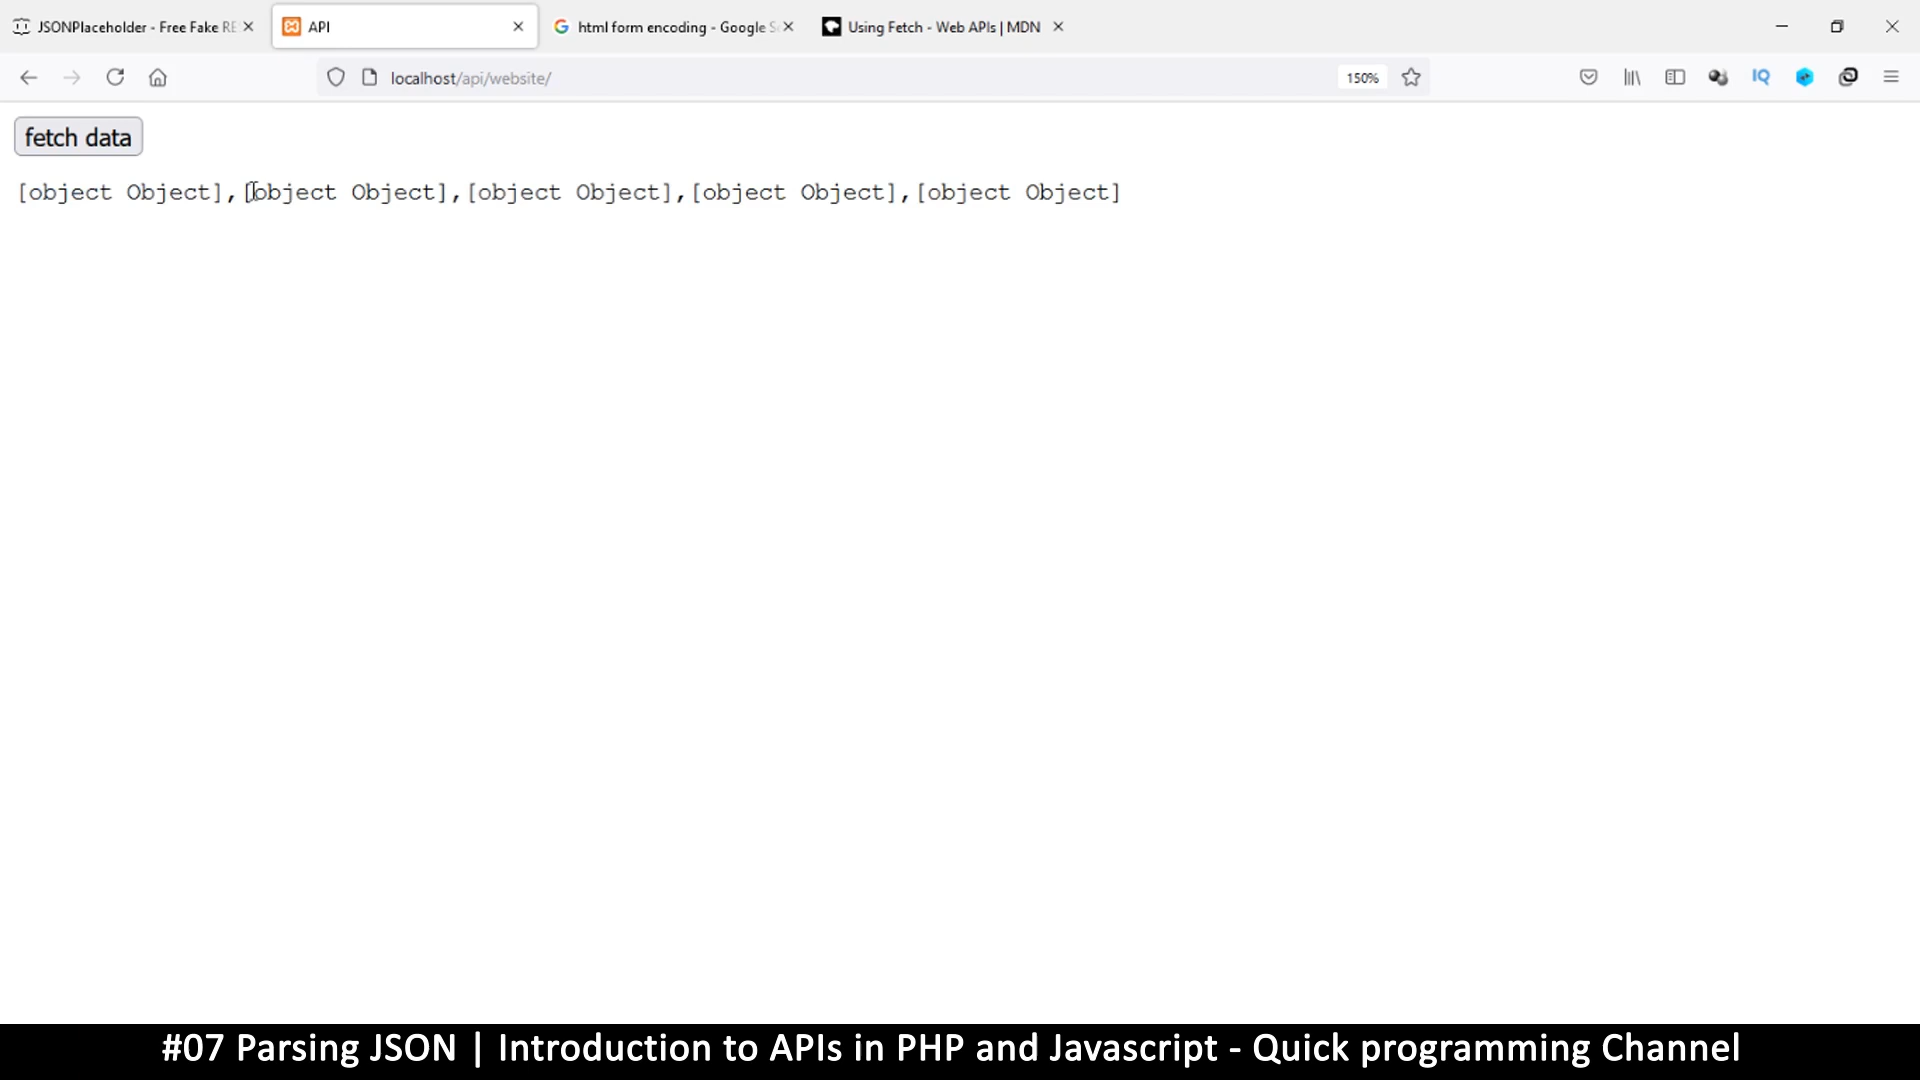 JSONPlaceholder - Free Fake RE
API
html form encoding - Google S
Using Fetch - Web APIs | MDN
localhost/api/website/
150%
IQ
fetch data
[object Object],[object Object],[object Object],[object Object],[object Object]
#07 Parsing JSON | Introduction to APIs in PHP and Javascript - Quick programming Channel